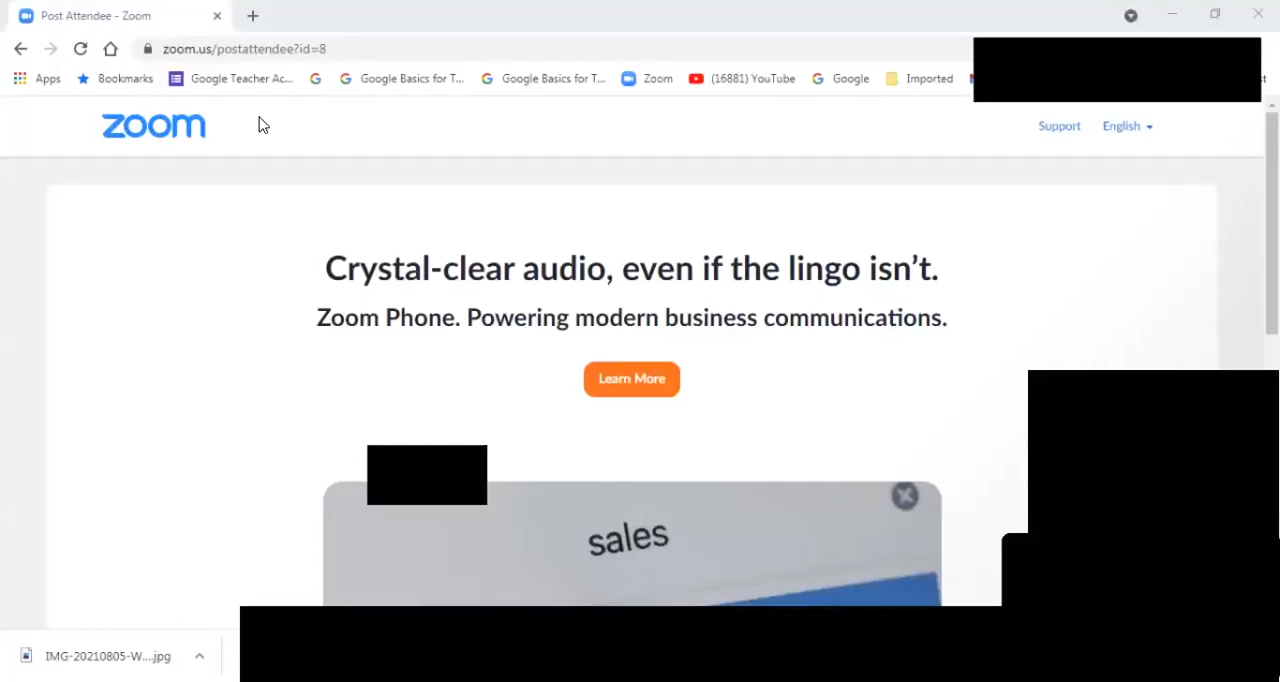 Post Attendee - Zoom
zoom.us/postattendee?id=8
Apps Bookmarks Google Teacher Ac... Google Basics for T... Google Basics for T... Zoom (16881) YouTube Google Imported
zoom
Support English
Crystal-clear audio, even if the lingo isn't.
Zoom Phone. Powering modern business communications.
Learn More
sales
IMG-20210805-W....jpg